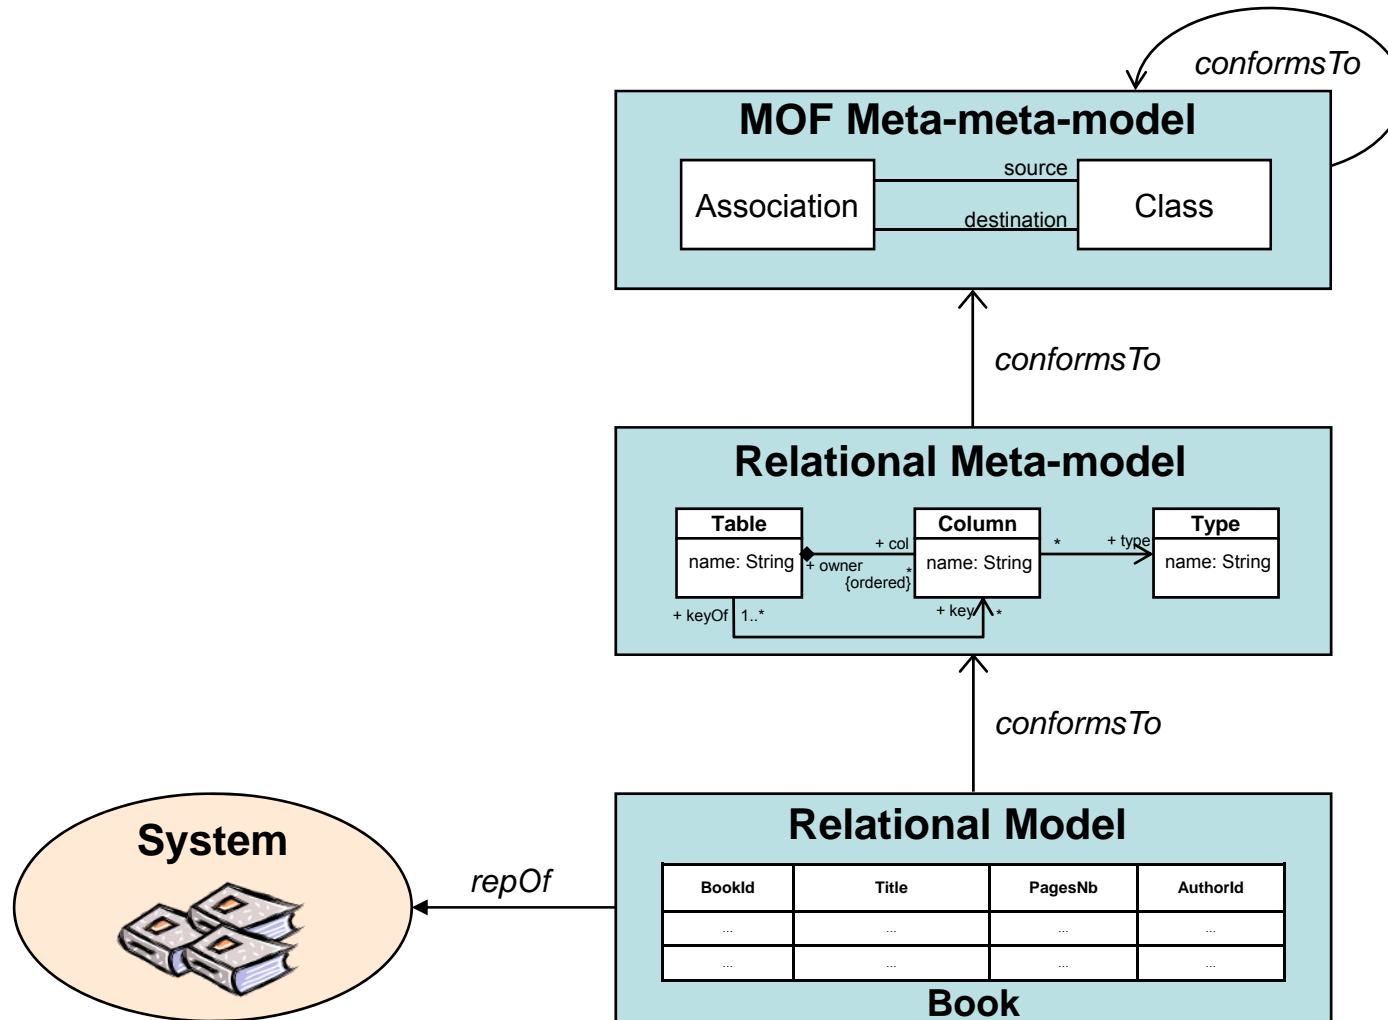 conformsTo
MOF Meta-meta-model
source
Association
Class
destination
conformsTo
Relational Meta-model
Table
Column
Type
+ col
*
+ type
name: String
+ owner
*
name: String
name: String
{ordered}
+ keyOf
1..*
+ key
*
conformsTo
System
Relational Model
repOf
BookId Title PagesNb AuthorId
... ... ... ...
... ... ... ...
Book